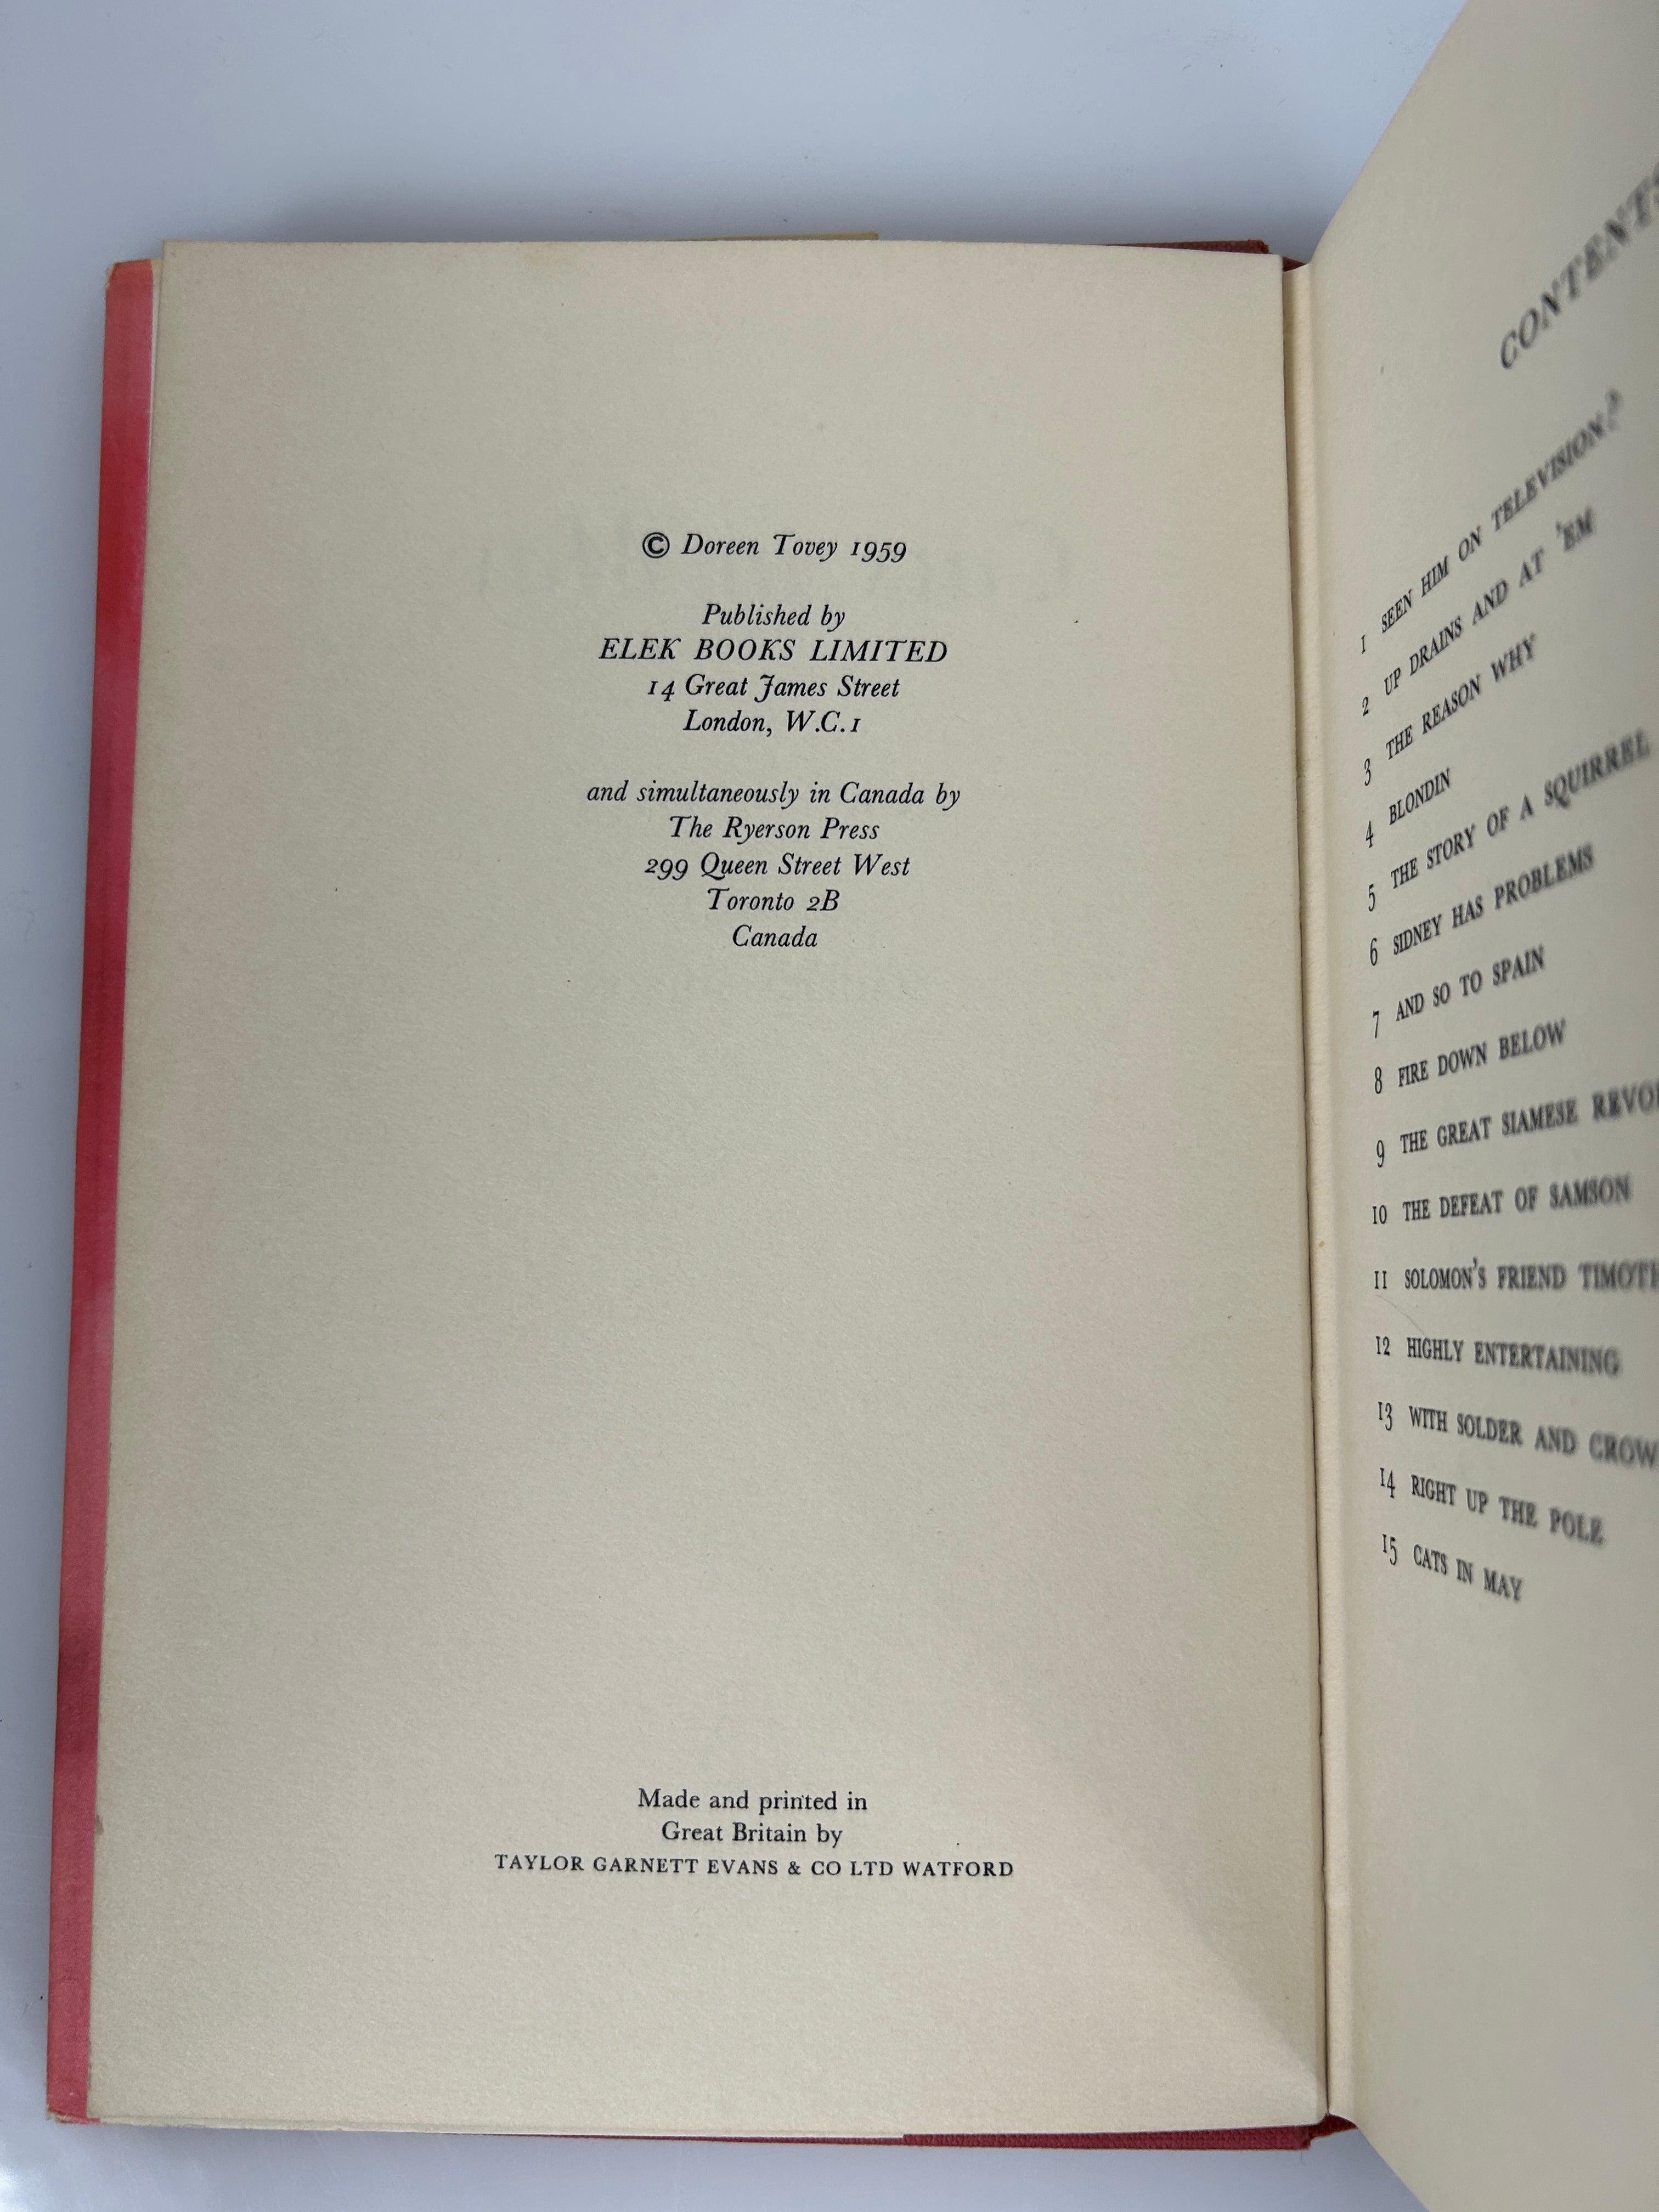 © Doreen Tovey 1959
Published by
ELEK BOOKS LIMITED
14 Great James Street
London, W.C.1
and simultaneously in Canada by
The Ryerson Press
299 Queen Street West
Toronto 2B
Canada
Made and printed in
Great Britain by
TAYLOR GARNETT EVANS & CO LTD WATFORD
CONTENTS
1 SEEN HIM ON TELEVISION?
2 UP DRAINS AND AT 'EM
3 THE REASON WHY
4 BLONDIN
5 THE STORY OF A SQUIRREL
6 SIDNEY HAS PROBLEMS
7 AND SO TO SPAIN
8 FIRE DOWN BELOW
9 THE GREAT SIAMESE
10 THE DEFEAT OF SAMSON
11 SOLOMON'S FRIEND
12 HIGHLY ENTERTAINING
13 WITH SOLDER AND
14 RIGHT UP THE POLE
15 CATS IN MAY